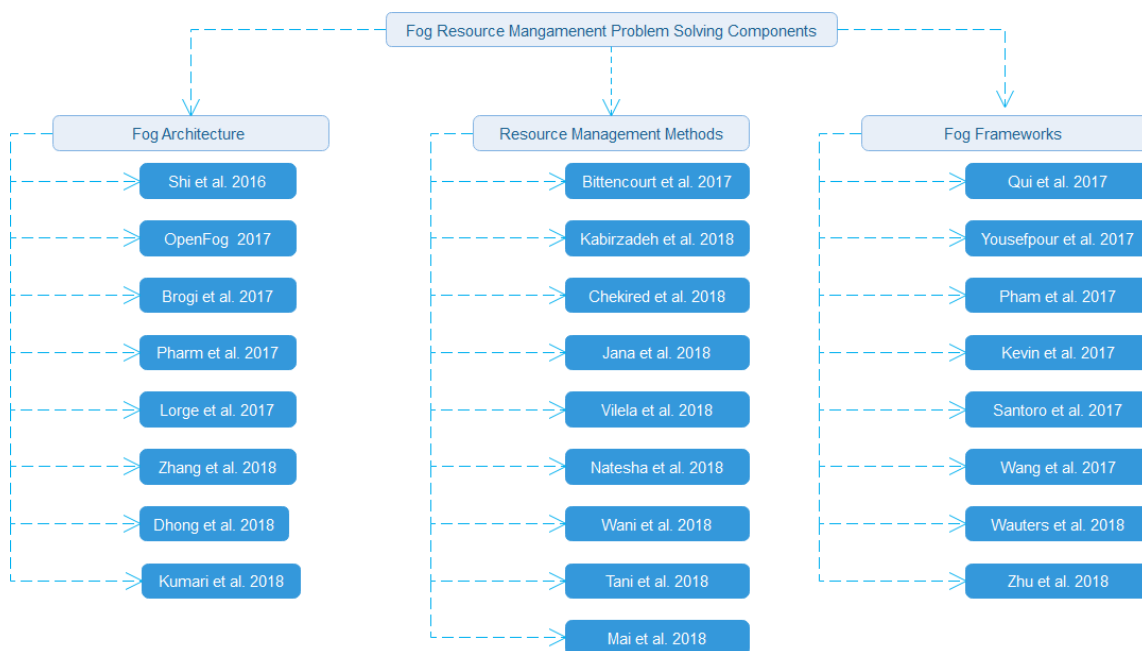 Fog Resource Mangamenent Problem Solving Components
Fog Architecture
Shi et al. 2016
OpenFog 2017
Brogi et al. 2017
Pharm et al. 2017
Lorge et al. 2017
Zhang et al. 2018
Dhong et al. 2018
Kumari et al. 2018
Resource Management Methods
Bittencourt et al. 2017
Kabirzadeh et al. 2018
Chekired et al. 2018
Jana et al. 2018
Vilela et al. 2018
Natesha et al. 2018
Wani et al. 2018
Tani et al. 2018
Mai et al. 2018
Fog Frameworks
Qui et al. 2017
Yousefpour et al. 2017
Pham et al. 2017
Kevin et al. 2017
Santoro et al. 2017
Wang et al. 2017
Wauters et al. 2018
Zhu et al. 2018